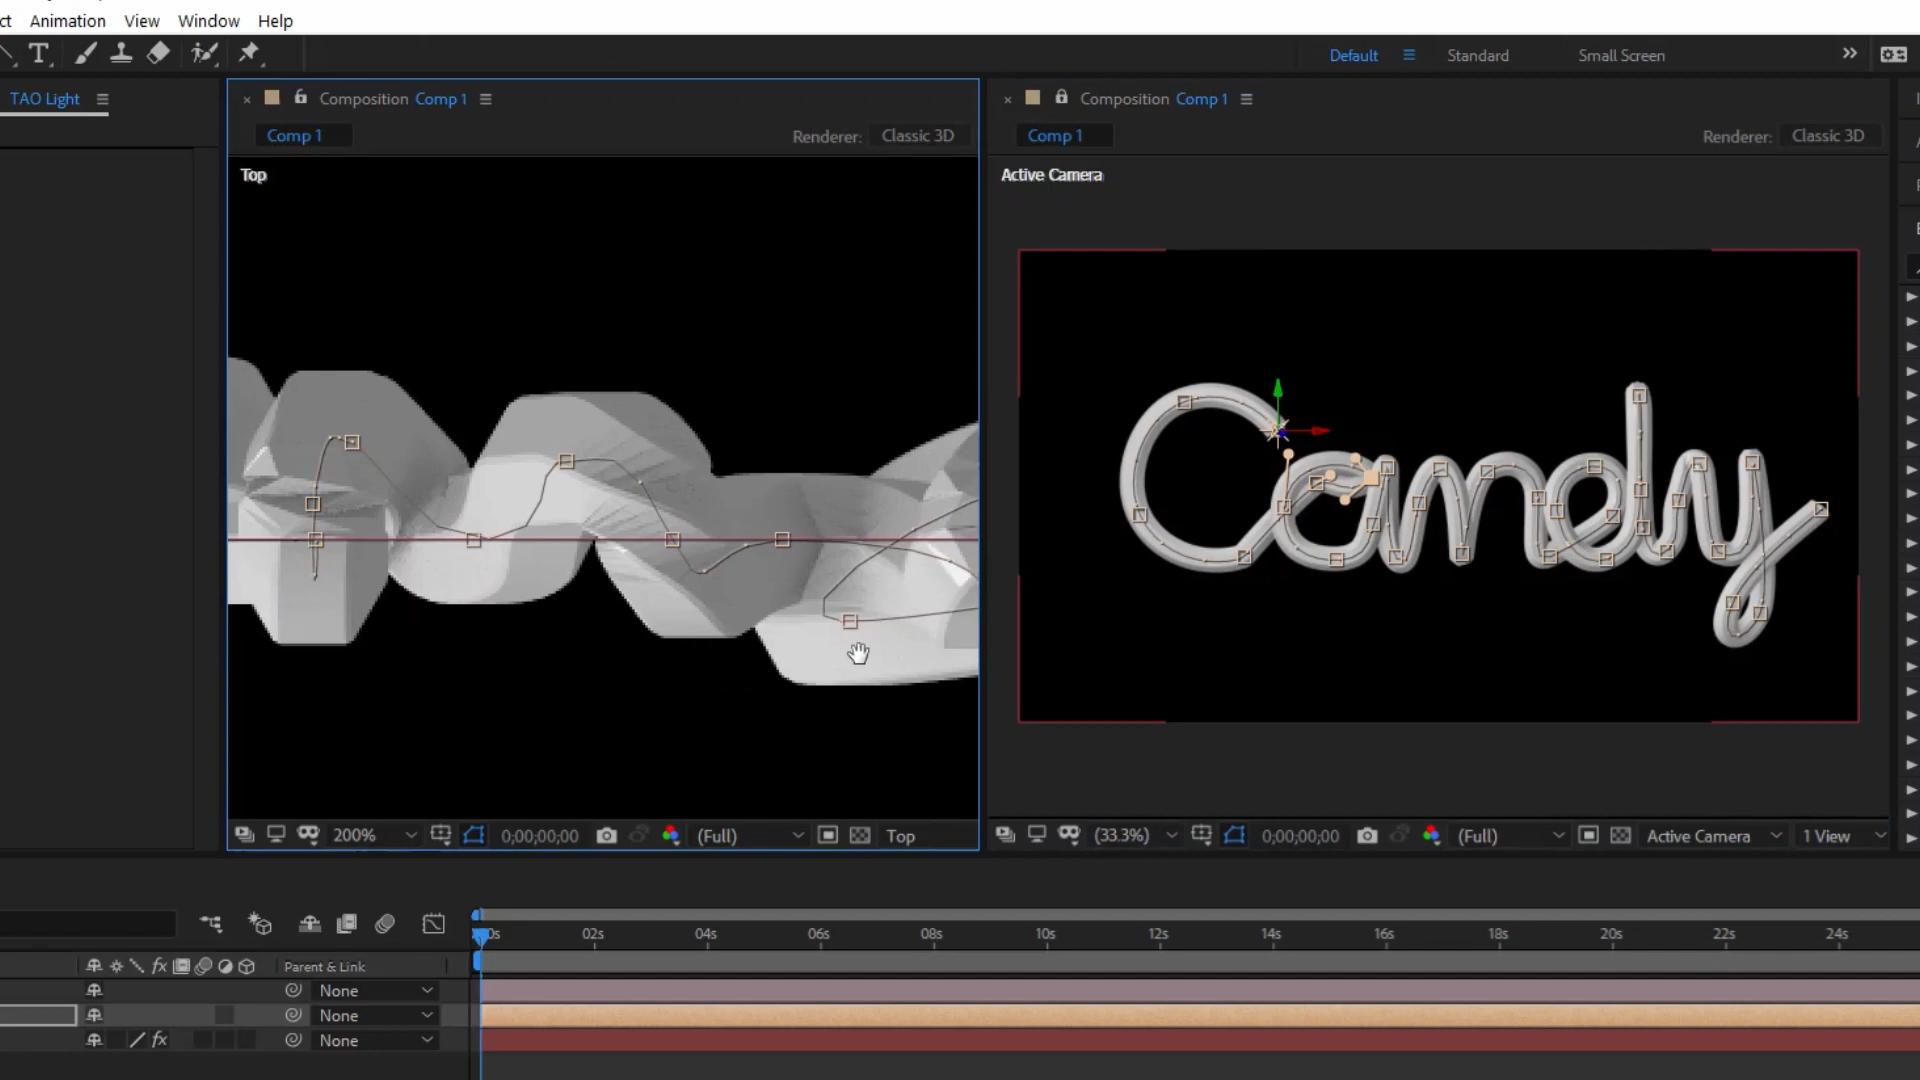 ct Animation View Window Help
T Default Standard Small Screen
TAO Light
Composition Comp 1
Composition Comp 1
Comp 1 Renderer: Classic 3D
Comp 1 Renderer: Classic 3D
Top
Active Camera
Candy
200% 0;00;00;00 (Full) Top
(33.3%) 0;00;00;00 (Full) Active Camera 1 View
0s 02s 04s 06s 08s 10s 12s 14s 16s 18s 20s 22s 24s
fx Parent & Link
None
None
fx None